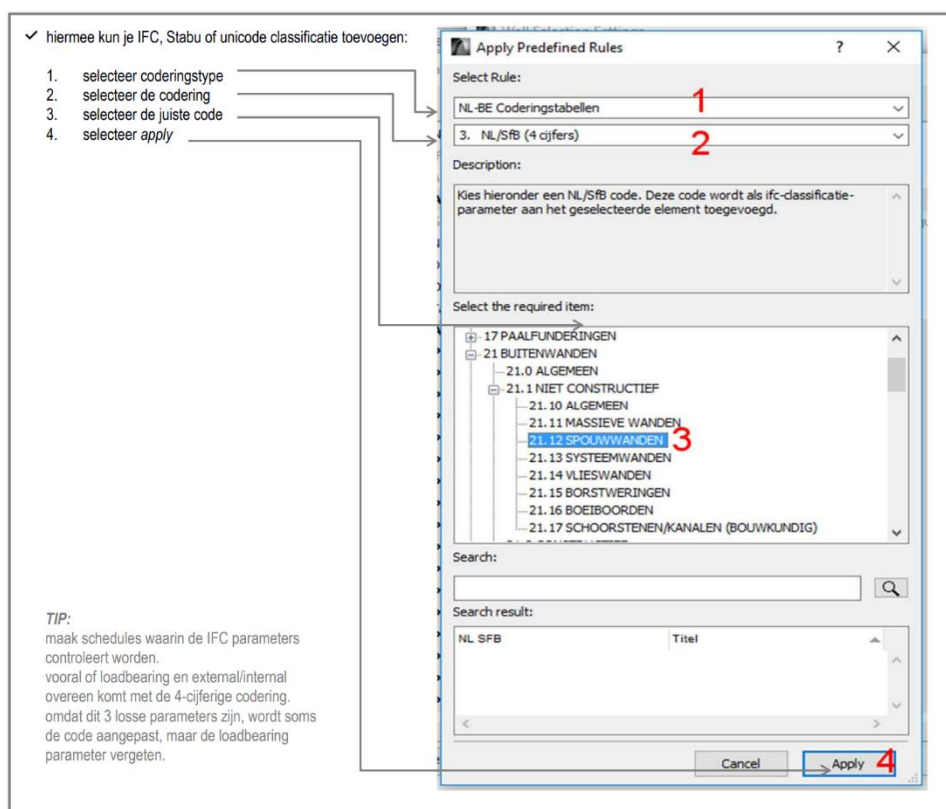 ✓ hiermee kun je IFC, Stabu of unicode classificatie toevoegen:
1. selecteer coderingstype
2. selecteer de codering
3. selecteer de juiste code
4. selecteer apply
TIP:
maak schedules waarin de IFC parameters
controleert worden.
vooral of loadbearing en external/internal
overeen komt met de 4-cijferige codering.
omdat dit 3 losse parameters zijn, wordt soms
de code aangepast, maar de loadbearing
parameter vergeten.
Wall Selection Settings
Apply Predefined Rules ? ×
Select Rule:
NL-BE Coderingstabellen 1
3. NL/SfB (4 cijfers) 2
Description:
Kies hieronder een NL/SfB code. Deze code wordt als ifc-classificatie-
parameter aan het geselecteerde element toegevoegd.
Select the required item:
17 PAALFUNDERINGEN
21 BUITENWANDEN
21.0 ALGEMEEN
21.1 NIET CONSTRUCTIEF
21.10 ALGEMEEN
21.11 MASSIEVE WANDEN
21.12 SPOUWWANDEN 3
21.13 SYSTEEMWANDEN
21.14 VLIESWANDEN
21.15 BORSTWERINGEN
21.16 BOEIBOORDEN
21.17 SCHOORSTENEN/KANALEN (BOUWKUNDIG)
Search:
Search result:
NL SFB Titel
Cancel Apply 4